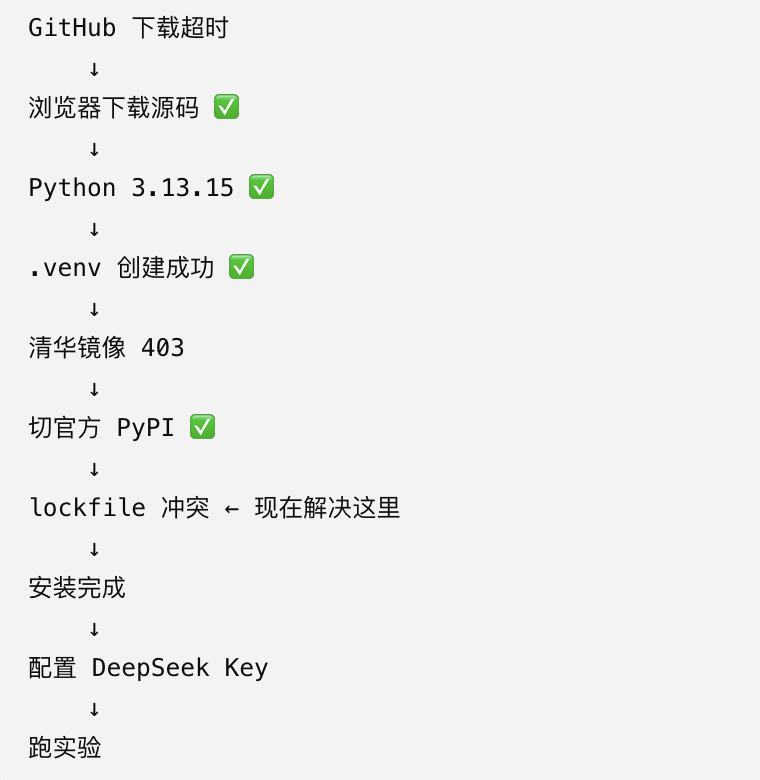 GitHub 下载超时
↓
浏览器下载源码 ✅
↓
Python 3.13.15 ✅
↓
.venv 创建成功 ✅
↓
清华镜像 403
↓
切官方 PyPI ✅
↓
lockfile 冲突 ← 现在解决这里
↓
安装完成
↓
配置 DeepSeek Key
↓
跑实验